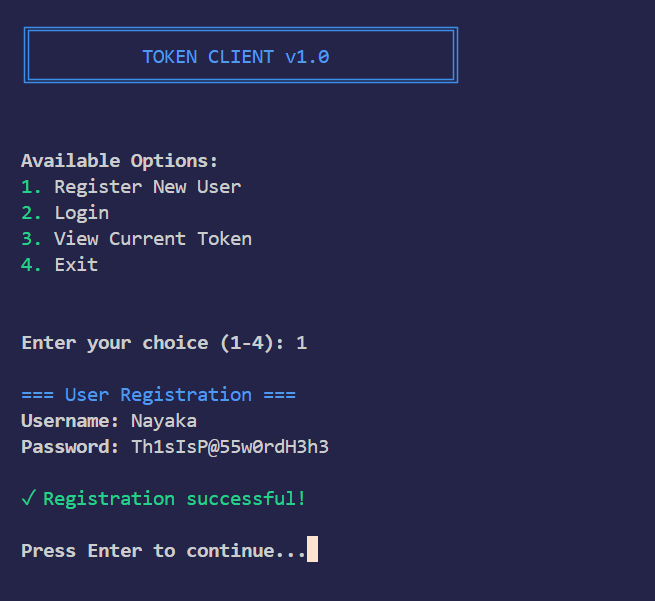 TOKEN CLIENT v1.0
Available Options:
1. Register New User
2. Login
3. View Current Token
4. Exit
Enter your choice (1-4): 1
=== User Registration ===
Username: Nayaka
Password: Th1sIsP@55w0rdH3h3
✓ Registration successful!
Press Enter to continue...